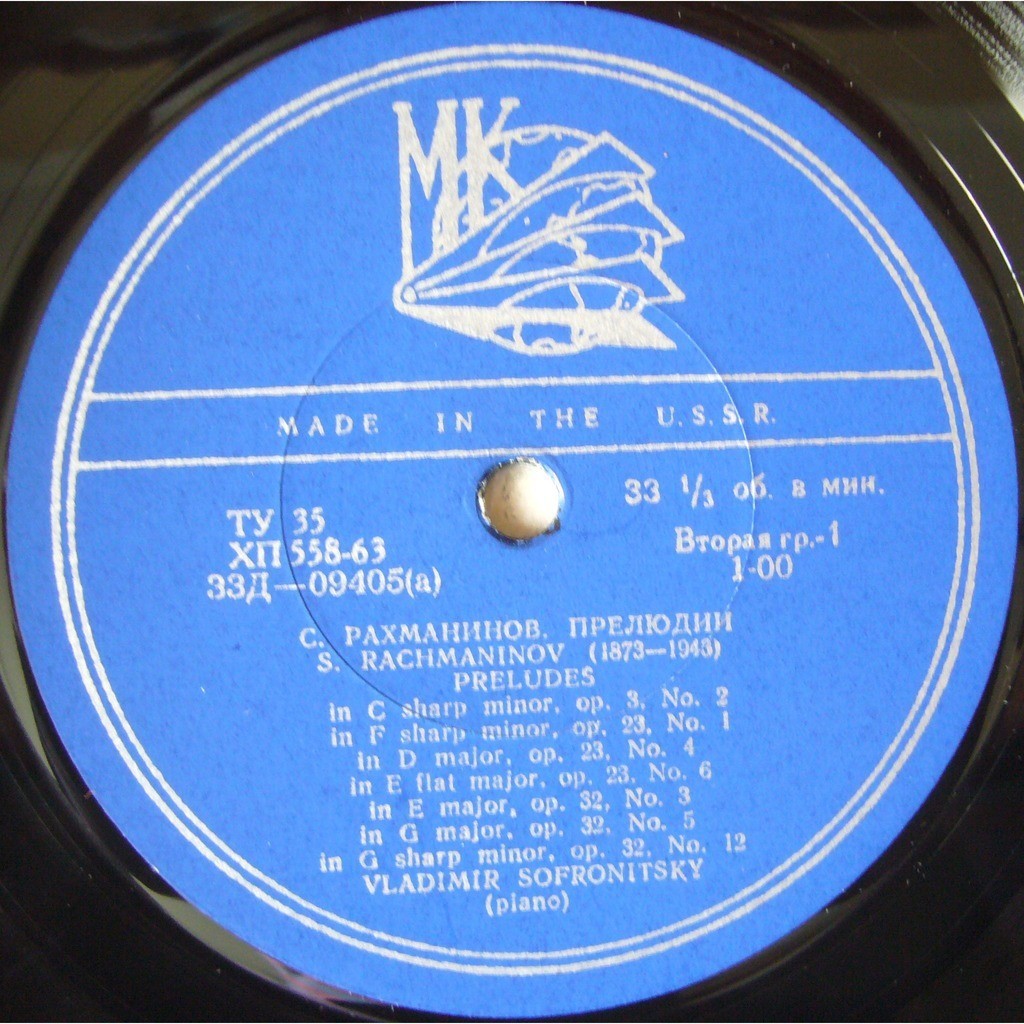 МК
MADE IN THE U.S.S.R.
33 1/3 об. в мин.
ТУ 35
Вторая гр.-1
ХП 558-63
1-00
33Д—09405(а)
С. РАХМАНИНОВ. ПРЕЛЮДИИ
S. RACHMANINOV (1873—1943)
PRELUDES
in C sharp minor, op. 3, No. 2
in F sharp minor, op. 23, No. 1
in D major, op. 23, No. 4
in E flat major, op. 23, No. 6
in E major, op. 32, No. 3
in G major, op. 32, No. 5
in G sharp minor, op. 32, No. 12
VLADIMIR SOFRONITSKY
(piano)